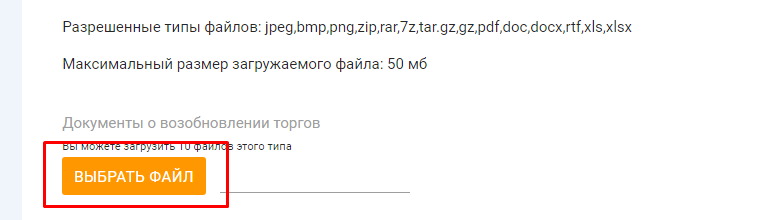 Разрешенные типы файлов: jpeg,bmp,png,zip,rar,7z,tar.gz,gz,pdf,doc,docx,rtf,xls,xlsx
Максимальный размер загружаемого файла: 50 мб
Документы о возобновлении торгов
Вы можете загрузить 10 файлов этого типа
ВЫБРАТЬ ФАЙЛ